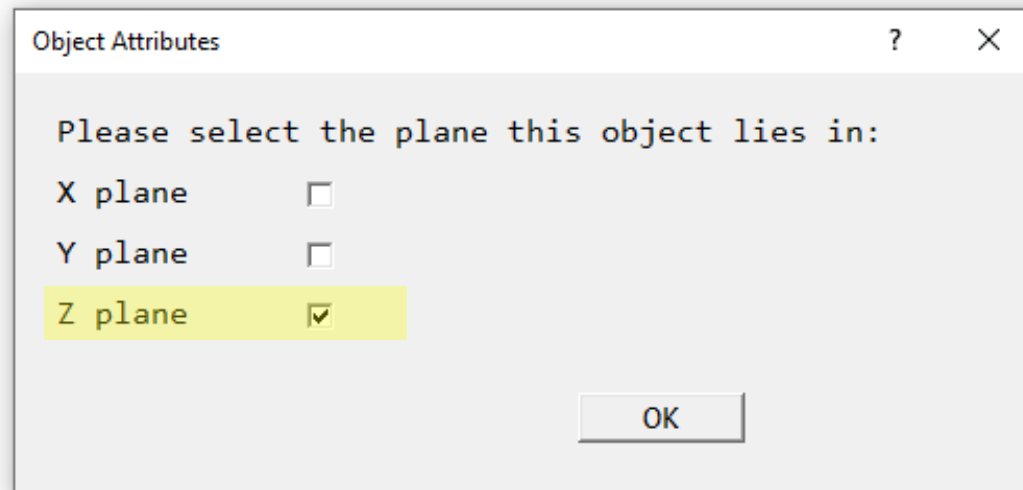 Object Attributes ?
Please select the plane this object lies in:
X plane
Y plane
Z plane
OK